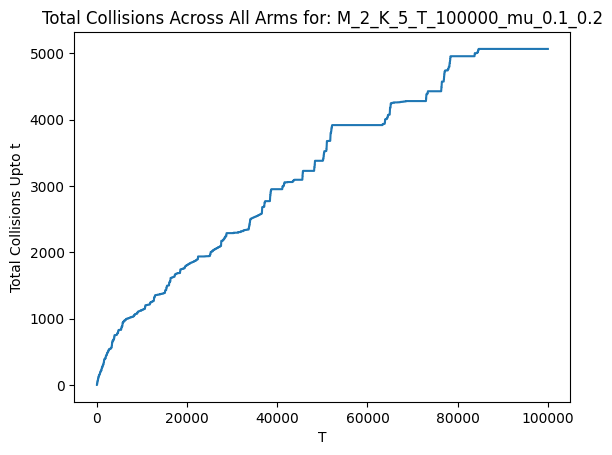 Total Collisions Across All Arms for: M_2_K_5_T_100000_mu_0.1_0.2
5000
4000
3000
2000
1000
0
Total Collisions Upto t
0 20000 40000 60000 80000 100000
T